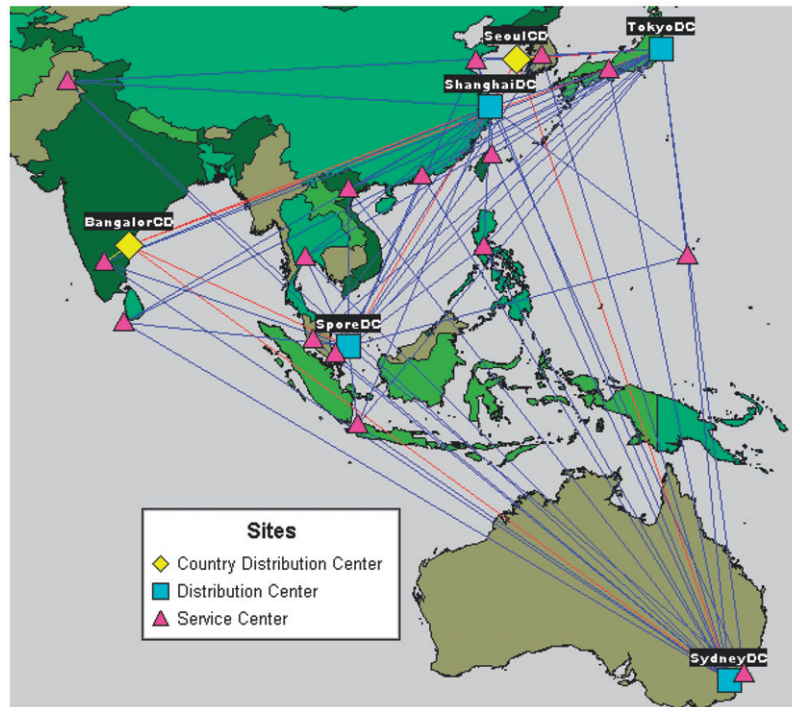 SeoulCD
TokyoDC
ShanghaiDC
BangalorCD
SporeDC
Sites
Country Distribution Center
Distribution Center
Service Center
SydneyDC